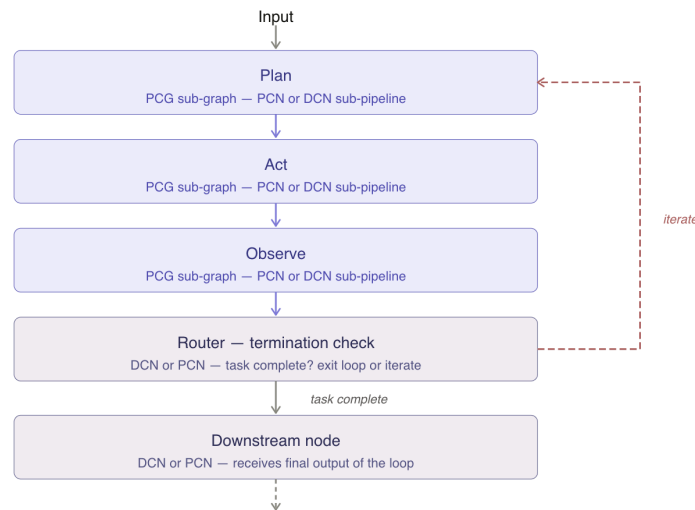 Input
Plan
PCG sub-graph — PCN or DCN sub-pipeline
Act
PCG sub-graph — PCN or DCN sub-pipeline
iterate
Observe
PCG sub-graph — PCN or DCN sub-pipeline
Router — termination check
DCN or PCN — task complete? exit loop or iterate
task complete
Downstream node
DCN or PCN — receives final output of the loop